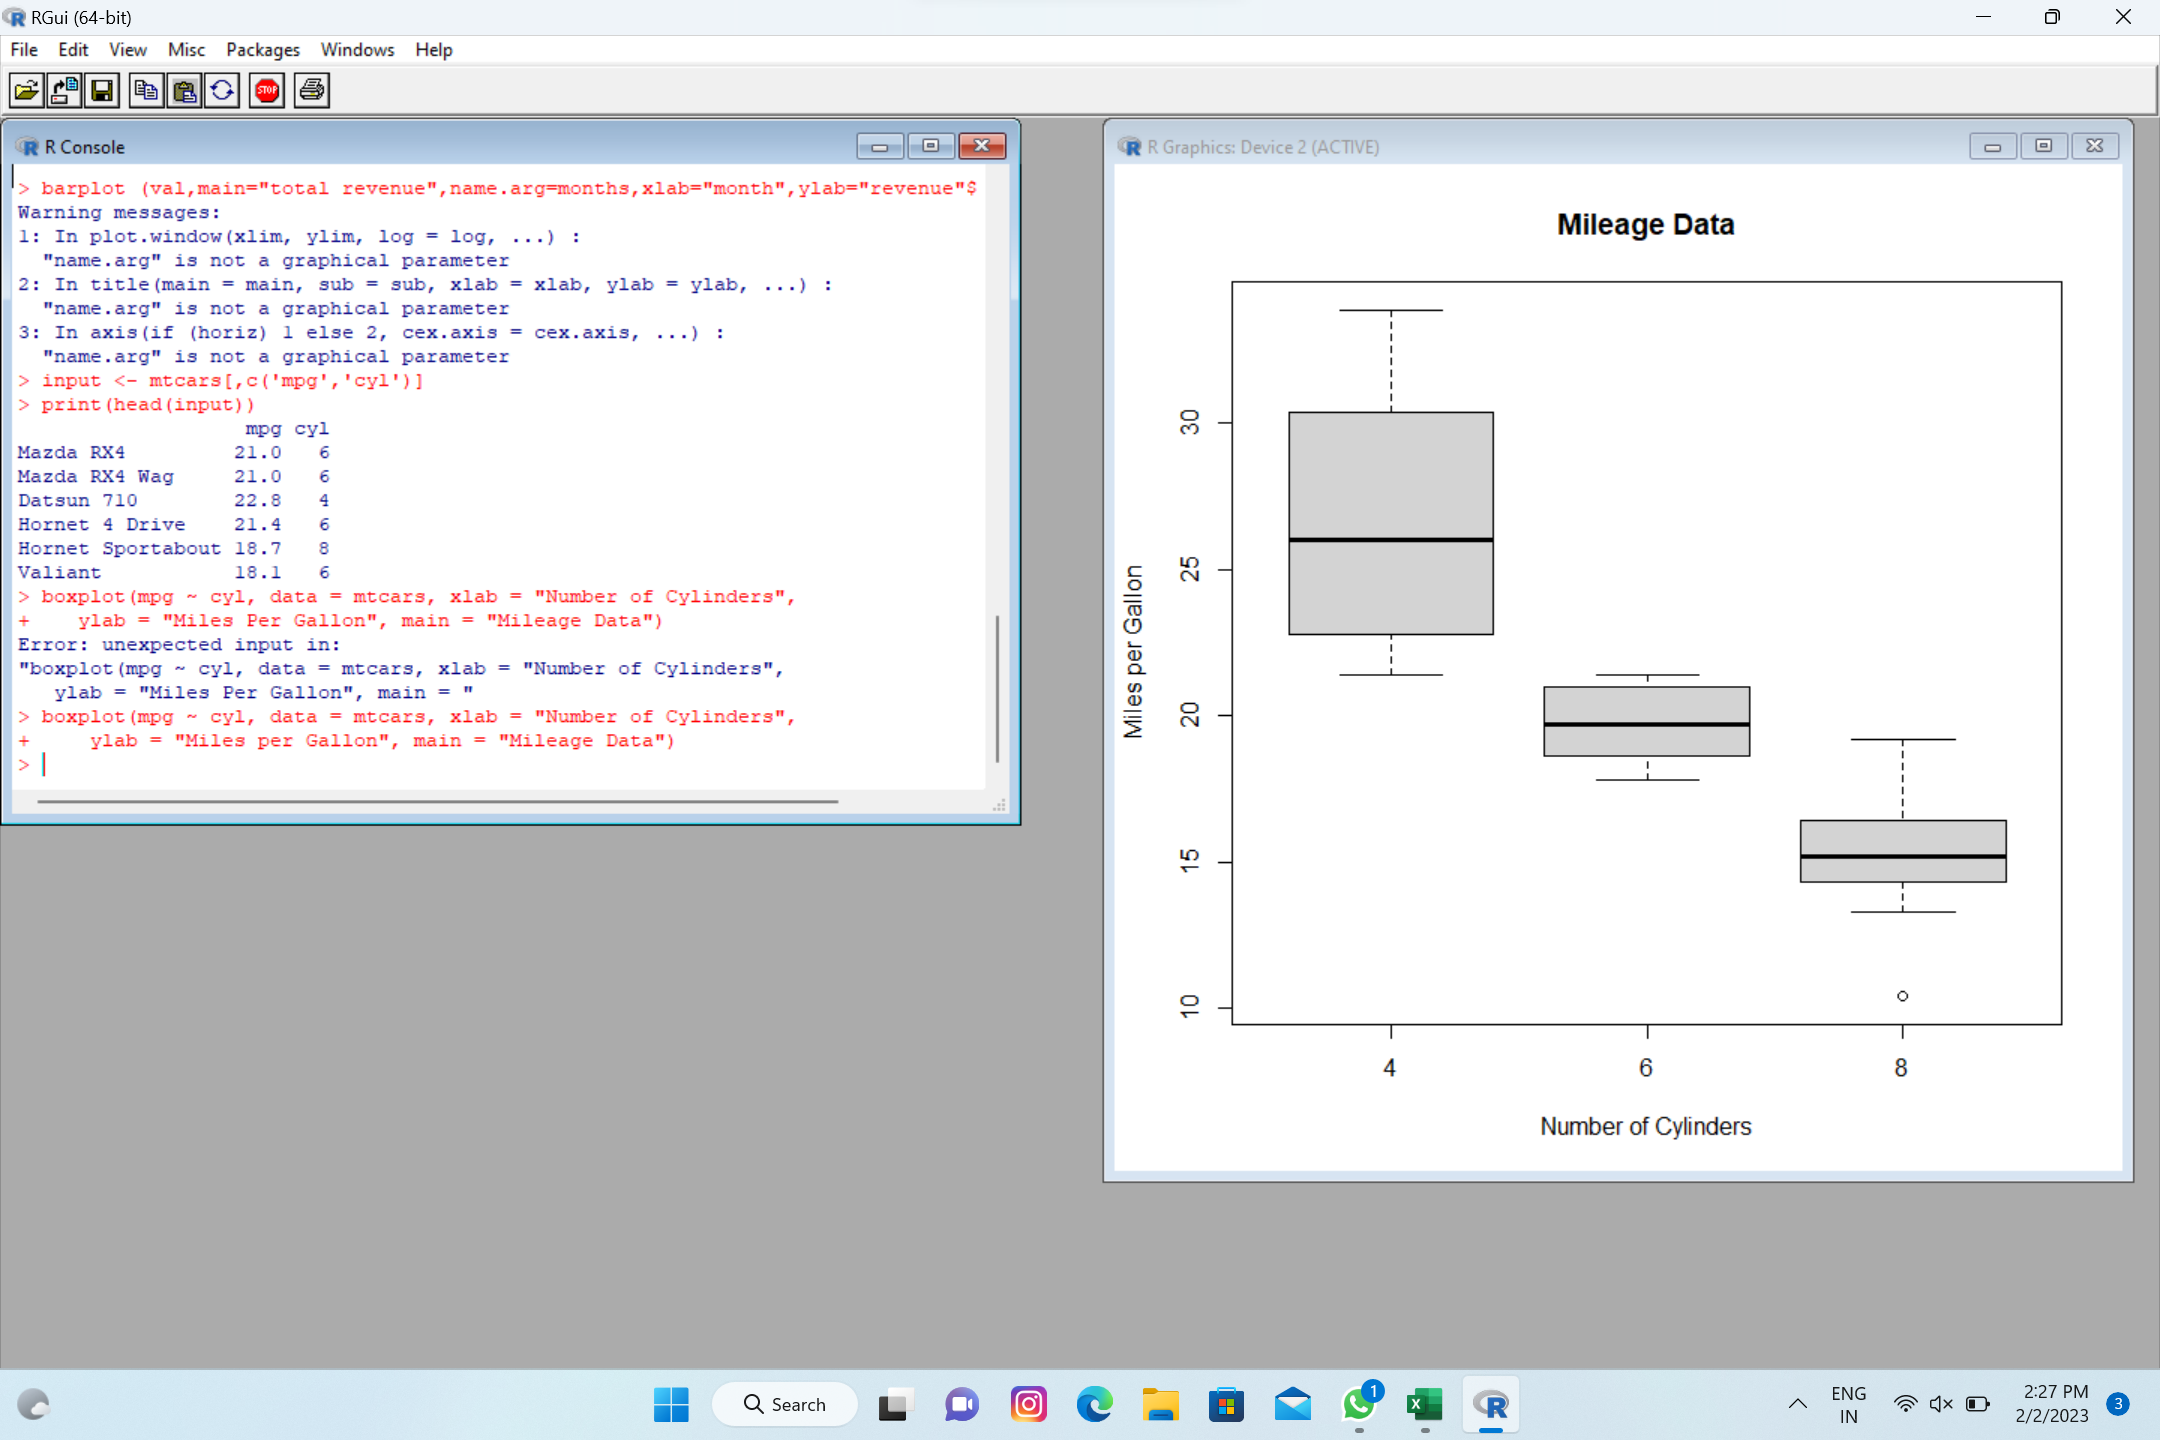 RGui (64-bit)
File Edit View Misc Packages Windows Help
STOP
R Console
> barplot (val,main="total revenue",name.arg=months,xlab="month",ylab="revenue"$
Warning messages:
1: In plot.window(xlim, ylim, log = log, ...) :
  "name.arg" is not a graphical parameter
2: In title(main = main, sub = sub, xlab = xlab, ylab = ylab, ...) :
  "name.arg" is not a graphical parameter
3: In axis(if (horiz) 1 else 2, cex.axis = cex.axis, ...) :
  "name.arg" is not a graphical parameter
> input <- mtcars[,c('mpg','cyl')]
> print(head(input))
                   mpg cyl
Mazda RX4         21.0   6
Mazda RX4 Wag     21.0   6
Datsun 710        22.8   4
Hornet 4 Drive    21.4   6
Hornet Sportabout 18.7   8
Valiant           18.1   6
> boxplot(mpg ~ cyl, data = mtcars, xlab = "Number of Cylinders",
+    ylab = "Miles Per Gallon", main = "Mileage Data")
Error: unexpected input in:
"boxplot(mpg ~ cyl, data = mtcars, xlab = "Number of Cylinders",
   ylab = "Miles Per Gallon", main = "
> boxplot(mpg ~ cyl, data = mtcars, xlab = "Number of Cylinders",
+     ylab = "Miles per Gallon", main = "Mileage Data")
>
R Graphics: Device 2 (ACTIVE)
Mileage Data
Miles per Gallon
30
25
20
15
10
4 6 8
Number of Cylinders
Search
1
ENG
IN
2:27 PM
2/2/2023
3